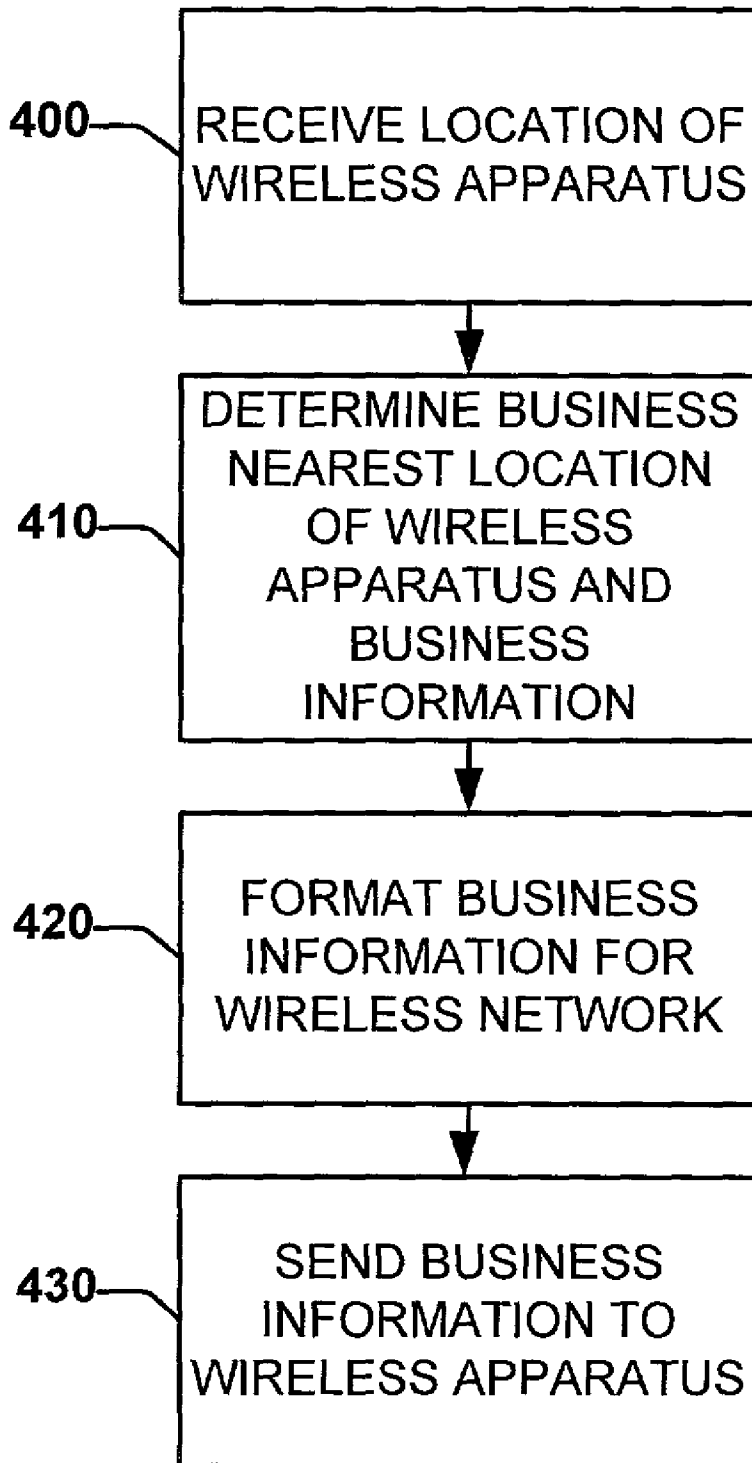 400
RECEIVE LOCATION OF
WIRELESS APPARATUS
410
DETERMINE BUSINESS
NEAREST LOCATION
OF WIRELESS
APPARATUS AND
BUSINESS
INFORMATION
420
FORMAT BUSINESS
INFORMATION FOR
WIRELESS NETWORK
430
SEND BUSINESS
INFORMATION TO
WIRELESS APPARATUS